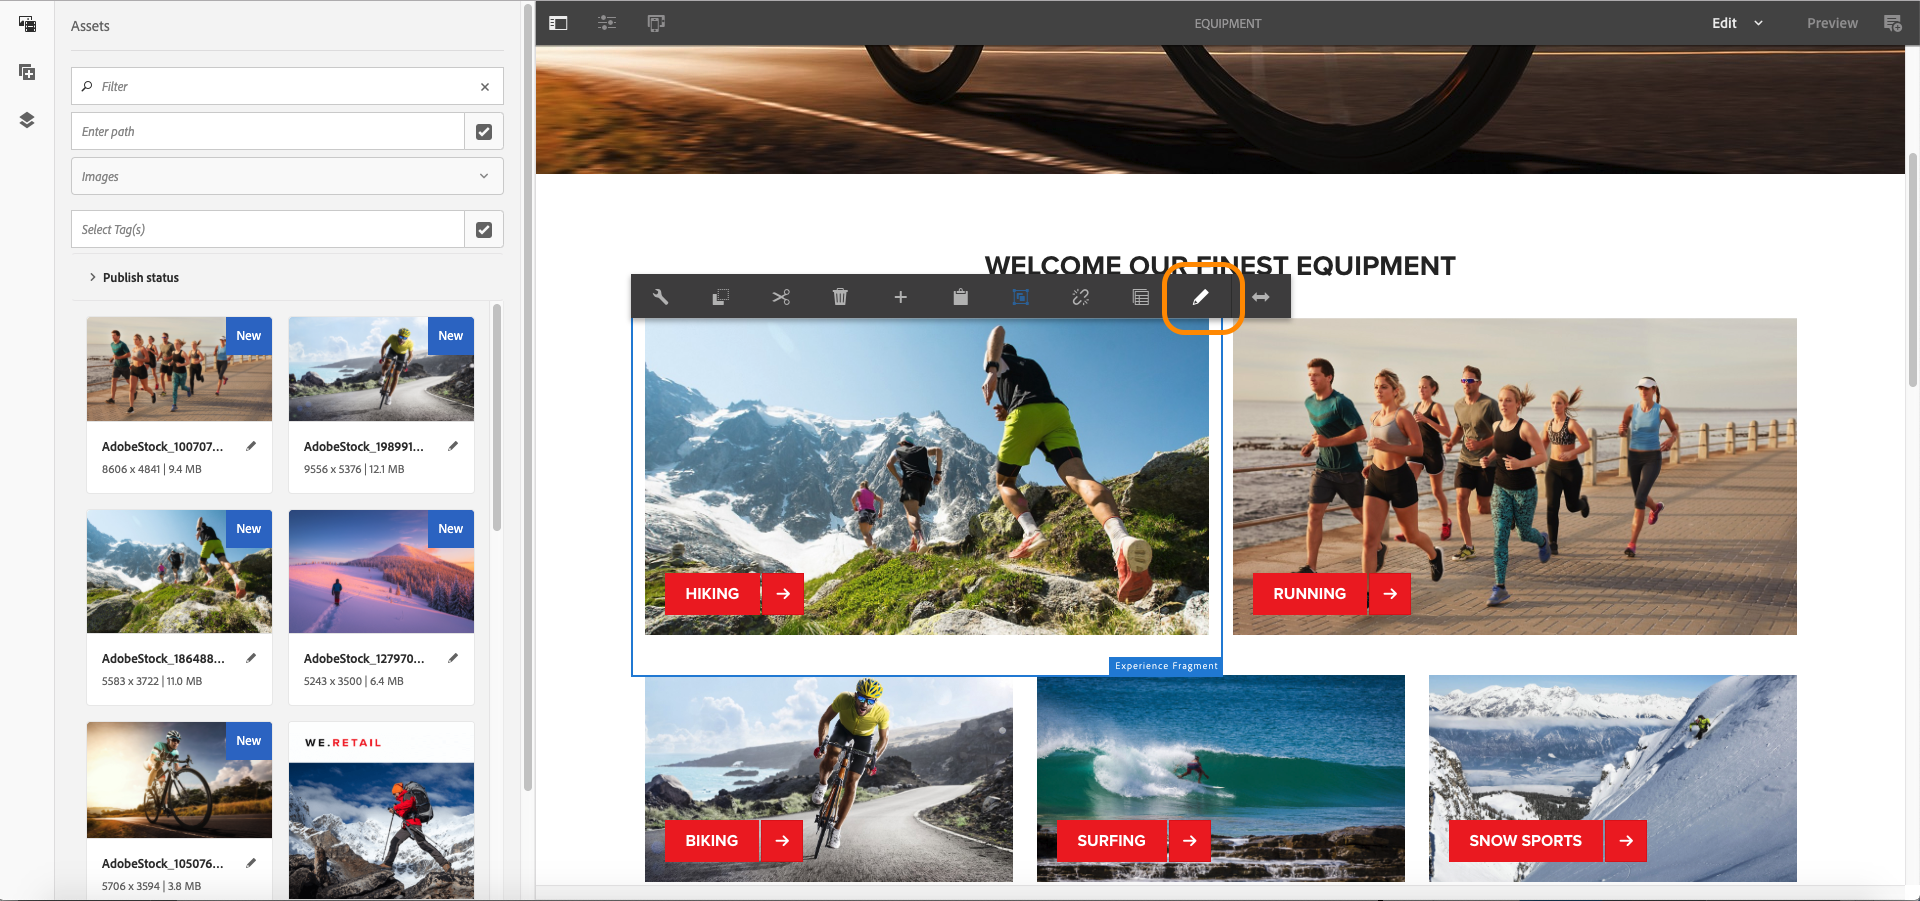 Assets
Filter
Enter path
Images
Select Tag(s)
Publish status
New
AdobeStock_100707...
8606 x 4841 | 9.4 MB
New
AdobeStock_198991...
9556 x 5376 | 12.1 MB
New
AdobeStock_186488...
5583 x 3722 | 11.0 MB
New
AdobeStock_127970...
5243 x 3500 | 6.4 MB
New
AdobeStock_105076...
5706 x 3594 | 3.8 MB
WE.RETAIL
EQUIPMENT
Edit
Preview
WELCOME OUR FINEST EQUIPMENT
HIKING
RUNNING
Experience Fragment
BIKING
SURFING
SNOW SPORTS